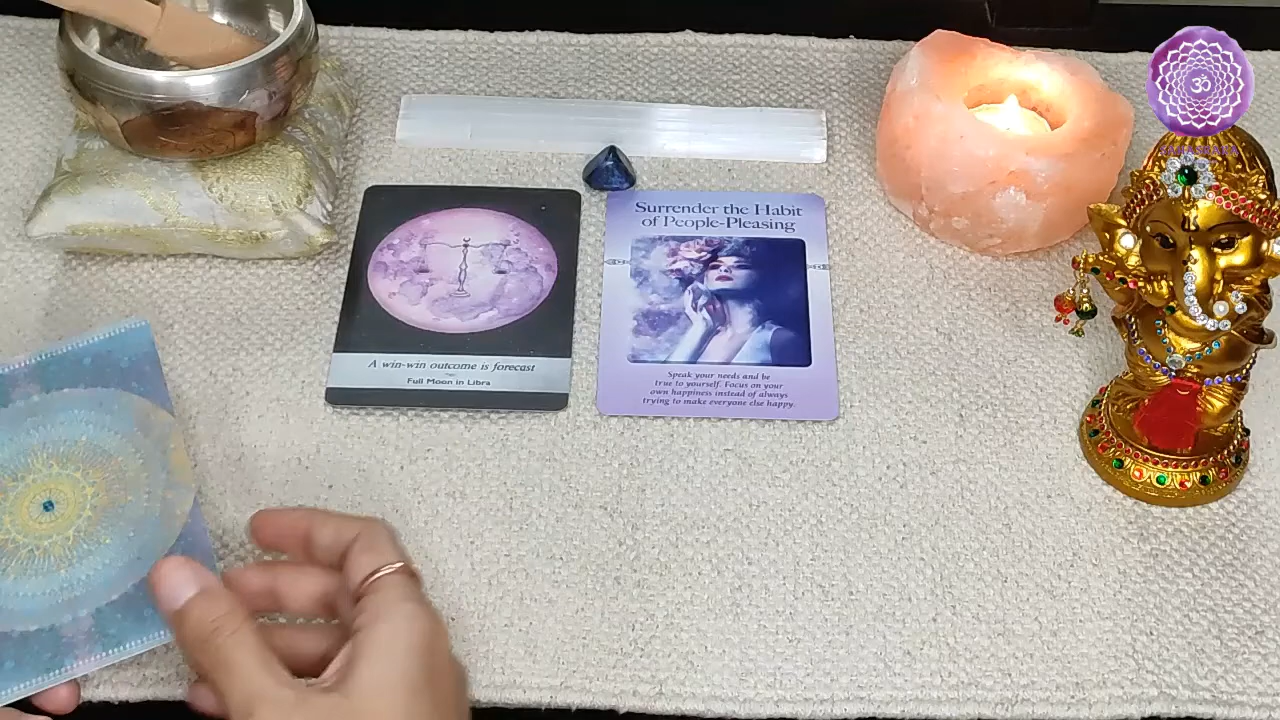 ॐ
SAHASRARA
Surrender the Habit
of People-Pleasing
A win-win outcome is forecast
Full Moon in Libra
Speak your needs and be
true to yourself. Focus on your
own happiness instead of always
trying to make everyone else happy.